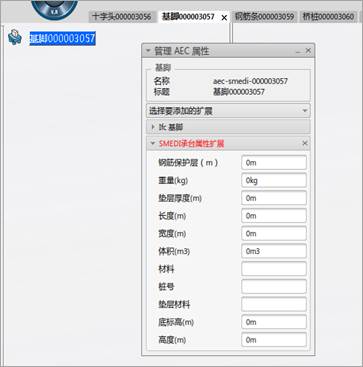 V.R
十字头000003056 基脚000003057 钢筋条000003059 桥桩000003060
基脚000003057
管理 AEC 属性
基脚
名称 aec-smedi-000003057
标题 基脚000003057
选择要添加的扩展
Ifc 基脚
SMEDI承台属性扩展
钢筋保护层（m） 0m
重量(kg) 0kg
垫层厚度(m) 0m
长度(m) 0m
宽度(m) 0m
体积(m3) 0m3
材料
桩号
垫层材料
底标高(m) 0m
高度(m) 0m